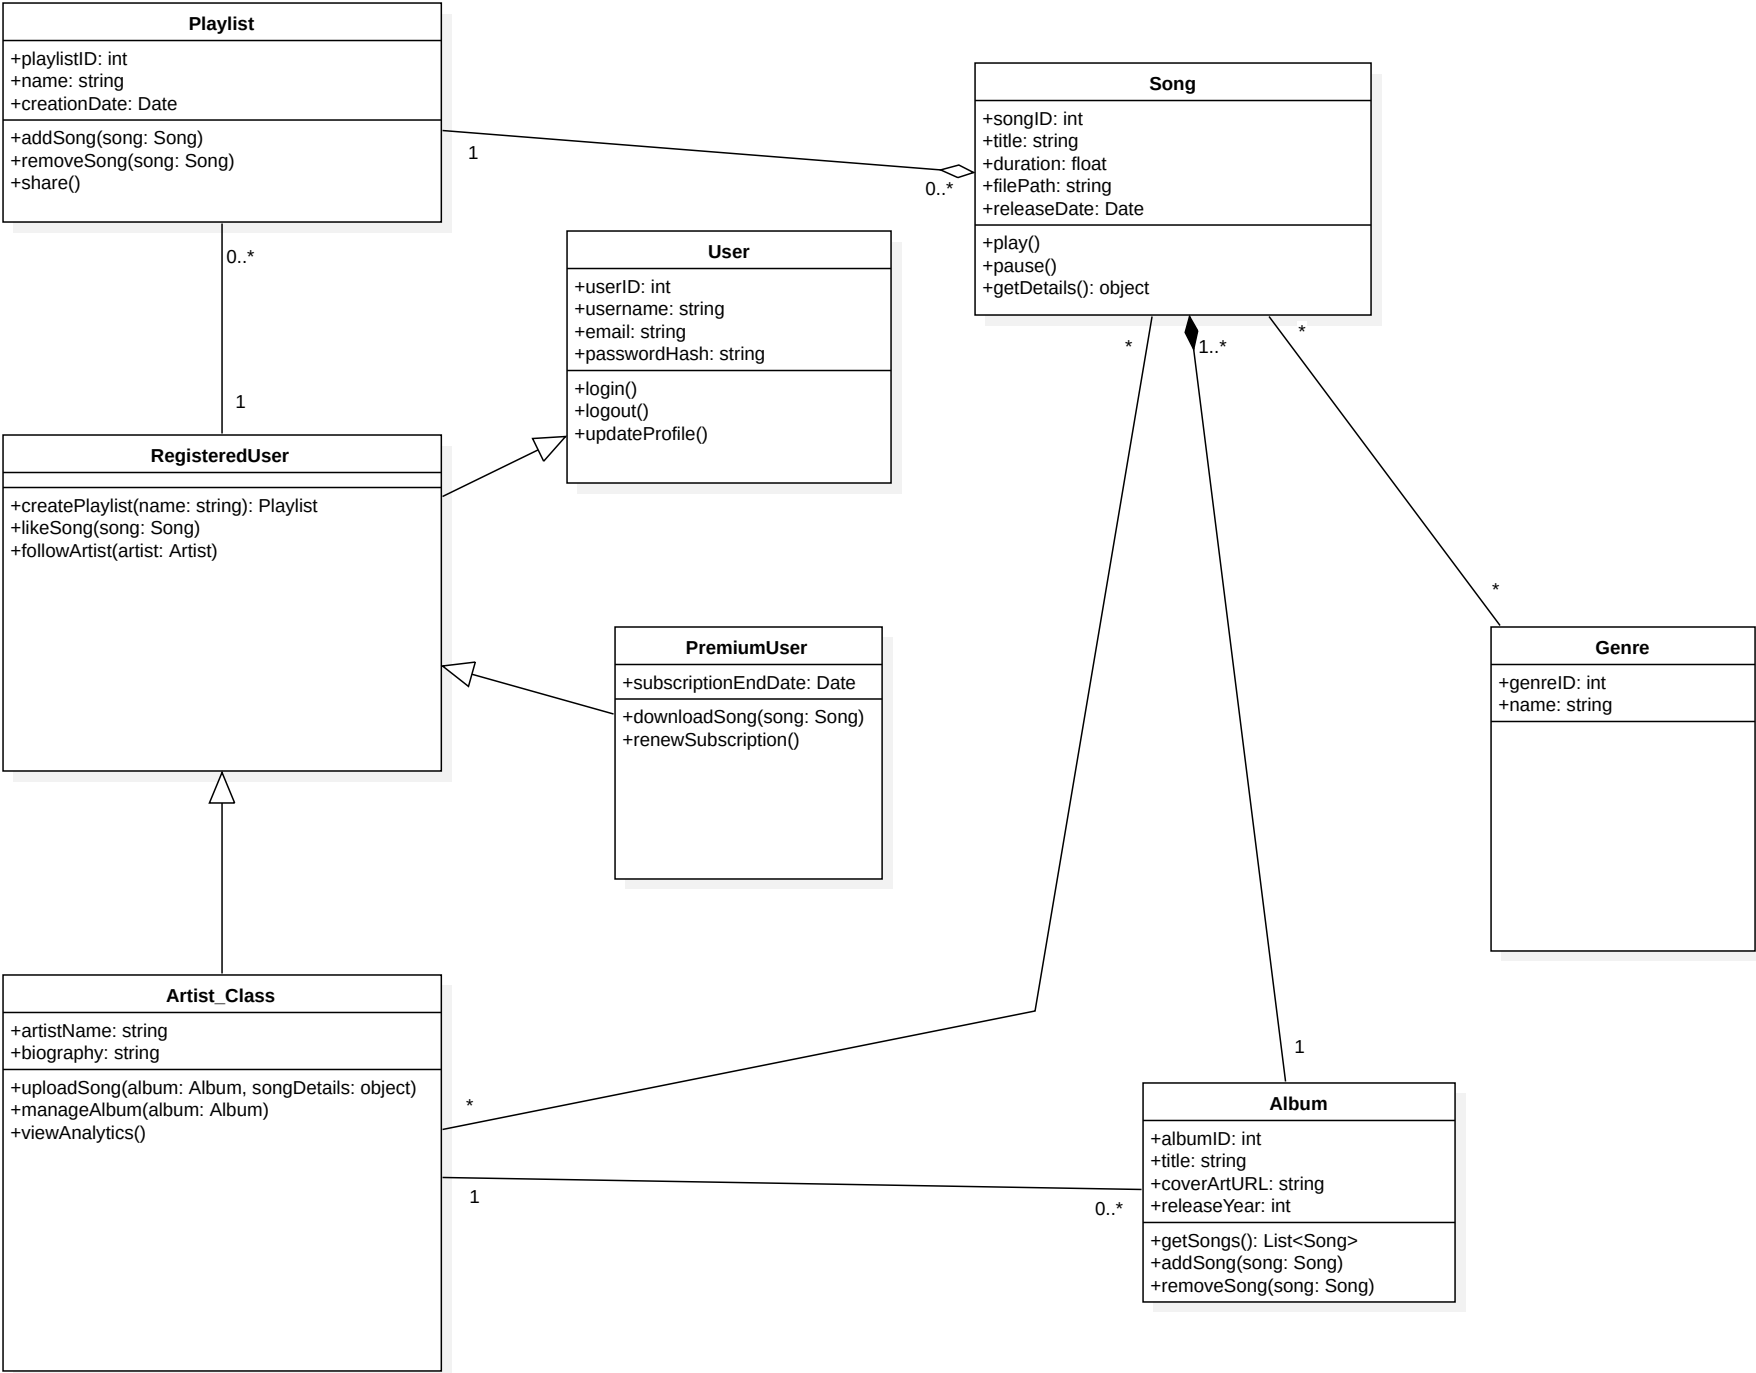 Playlist
+playlistID: int
+name: string
+creationDate: Date
+addSong(song: Song)
+removeSong(song: Song)
+share()
1
0..*
Song
+songID: int
+title: string
+duration: float
+filePath: string
+releaseDate: Date
+play()
+pause()
+getDetails(): object
0..*
1
User
+userID: int
+username: string
+email: string
+passwordHash: string
+login()
+logout()
+updateProfile()
*
1..*
*
*
RegisteredUser
+createPlaylist(name: string): Playlist
+likeSong(song: Song)
+followArtist(artist: Artist)
PremiumUser
+subscriptionEndDate: Date
+downloadSong(song: Song)
+renewSubscription()
Genre
+genreID: int
+name: string
Artist_Class
+artistName: string
+biography: string
+uploadSong(album: Album, songDetails: object)
+manageAlbum(album: Album)
+viewAnalytics()
*
1
0..*
1
Album
+albumID: int
+title: string
+coverArtURL: string
+releaseYear: int
+getSongs(): List<Song>
+addSong(song: Song)
+removeSong(song: Song)